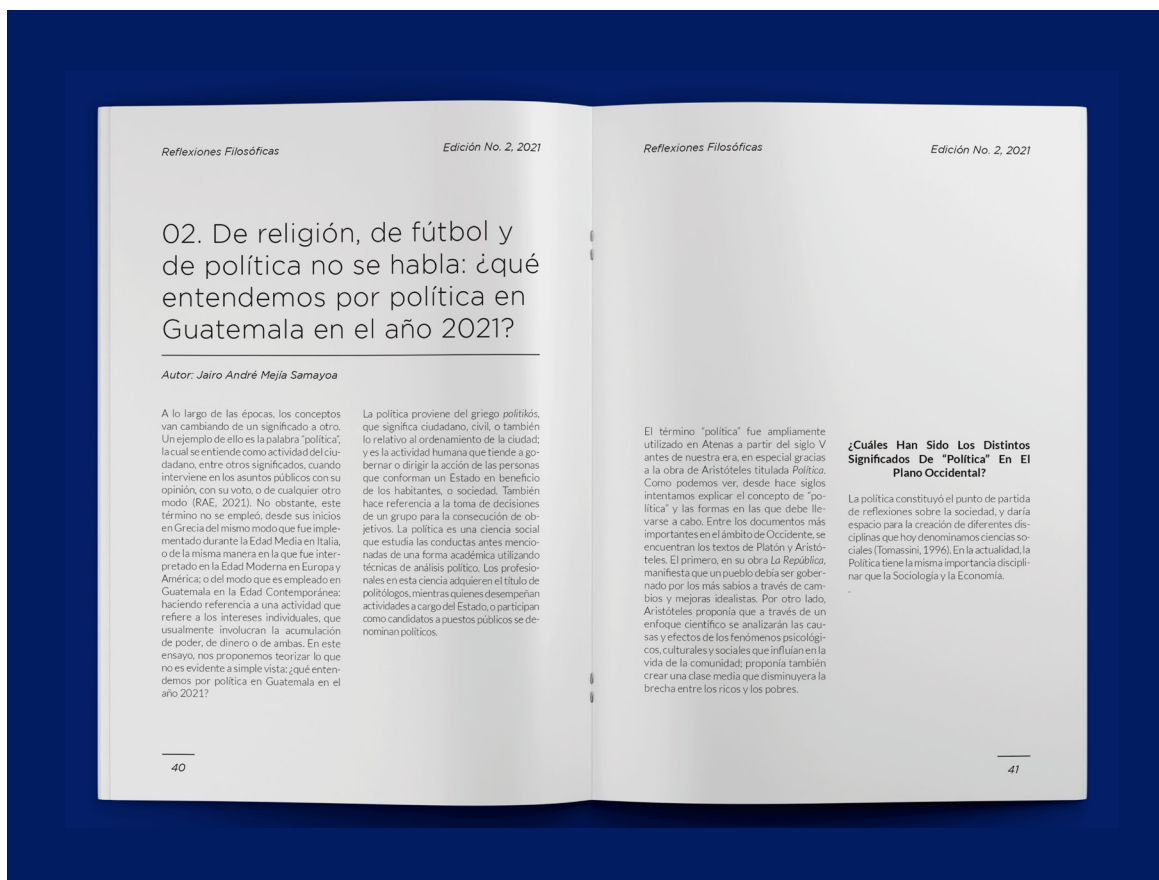 Reflexiones Filosóficas
Edición No. 2, 2021
02. De religión, de fútbol y
de política no se habla: ¿qué
entendemos por política en
Guatemala en el año 2021?
Autor: Jairo André Mejía Samayoa
A lo largo de las épocas, los conceptos
van cambiando de un significado a otro.
Un ejemplo de ello es la palabra “política”,
la cual se entiende como actividad del ciu-
dadano, entre otros significados, cuando
interviene en los asuntos públicos con su
opinión, con su voto, o de cualquier otro
modo (RAE, 2021). No obstante, este
término no se empleó, desde sus inicios
en Grecia del mismo modo que fue imple-
mentado durante la Edad Media en Italia,
o de la misma manera en la que fue inter-
pretado en la Edad Moderna en Europa y
América; o del modo que es empleado en
Guatemala en la Edad Contemporánea:
haciendo referencia a una actividad que
refiere a los intereses individuales, que
usualmente involucran la acumulación
de poder, de dinero o de ambas. En este
ensayo, nos proponemos teorizar lo que
no es evidente a simple vista: ¿qué enten-
demos por política en Guatemala en el
año 2021?
La política proviene del griego politikós,
que significa ciudadano, civil, o también
lo relativo al ordenamiento de la ciudad;
y es la actividad humana que tiende a go-
bernar o dirigir la acción de las personas
que conforman un Estado en beneficio
de los habitantes, o sociedad. También
hace referencia a la toma de decisiones
de un grupo para la consecución de ob-
jetivos. La política es una ciencia social
que estudia las conductas antes mencio-
nadas de una forma académica utilizando
técnicas de análisis político. Los profesio-
nales en esta ciencia adquieren el título de
politólogos, mientras quienes desempeñan
actividades a cargo del Estado, o participan
como candidatos a puestos públicos se de-
nominan políticos.
40
Reflexiones Filosóficas
Edición No. 2, 2021
El término “política” fue ampliamente
utilizado en Atenas a partir del siglo V
antes de nuestra era, en especial gracias
a la obra de Aristóteles titulada Política.
Como podemos ver, desde hace siglos
intentamos explicar el concepto de “po-
lítica” y las formas en las que debe lle-
varse a cabo. Entre los documentos más
importantes en el ámbito de Occidente, se
encuentran los textos de Platón y Aristó-
teles. El primero, en su obra La República,
manifiesta que un pueblo debía ser gober-
nado por los más sabios a través de cam-
bios y mejoras idealistas. Por otro lado,
Aristóteles proponía que a través de un
enfoque científico se analizarán las cau-
sas y efectos de los fenómenos psicológi-
cos, culturales y sociales que influían en la
vida de la comunidad; proponía también
crear una clase media que disminuyera la
brecha entre los ricos y los pobres.
¿Cuáles Han Sido Los Distintos
Significados De “Política” En El
Plano Occidental?
La política constituyó el punto de partida
de reflexiones sobre la sociedad, y daría
espacio para la creación de diferentes dis-
ciplinas que hoy denominamos ciencias so-
ciales (Tomassini, 1996). En la actualidad, la
Política tiene la misma importancia discipli-
nar que la Sociología y la Economía.
.
41